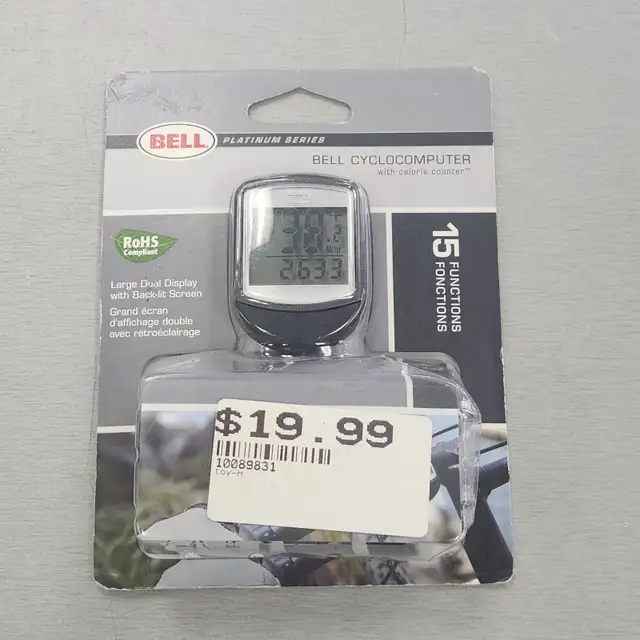 BELL
PLATINUM SERIES
BELL CYCLOCOMPUTER
with calorie counter™
RoHS
Compliant
15
FUNCTIONS
FONCTIONS
2633
Large Dual Display
with Back-lit Screen
Grand écran
d'affichage double
avec rétroéclairage
$19.99
10089831
toy-M